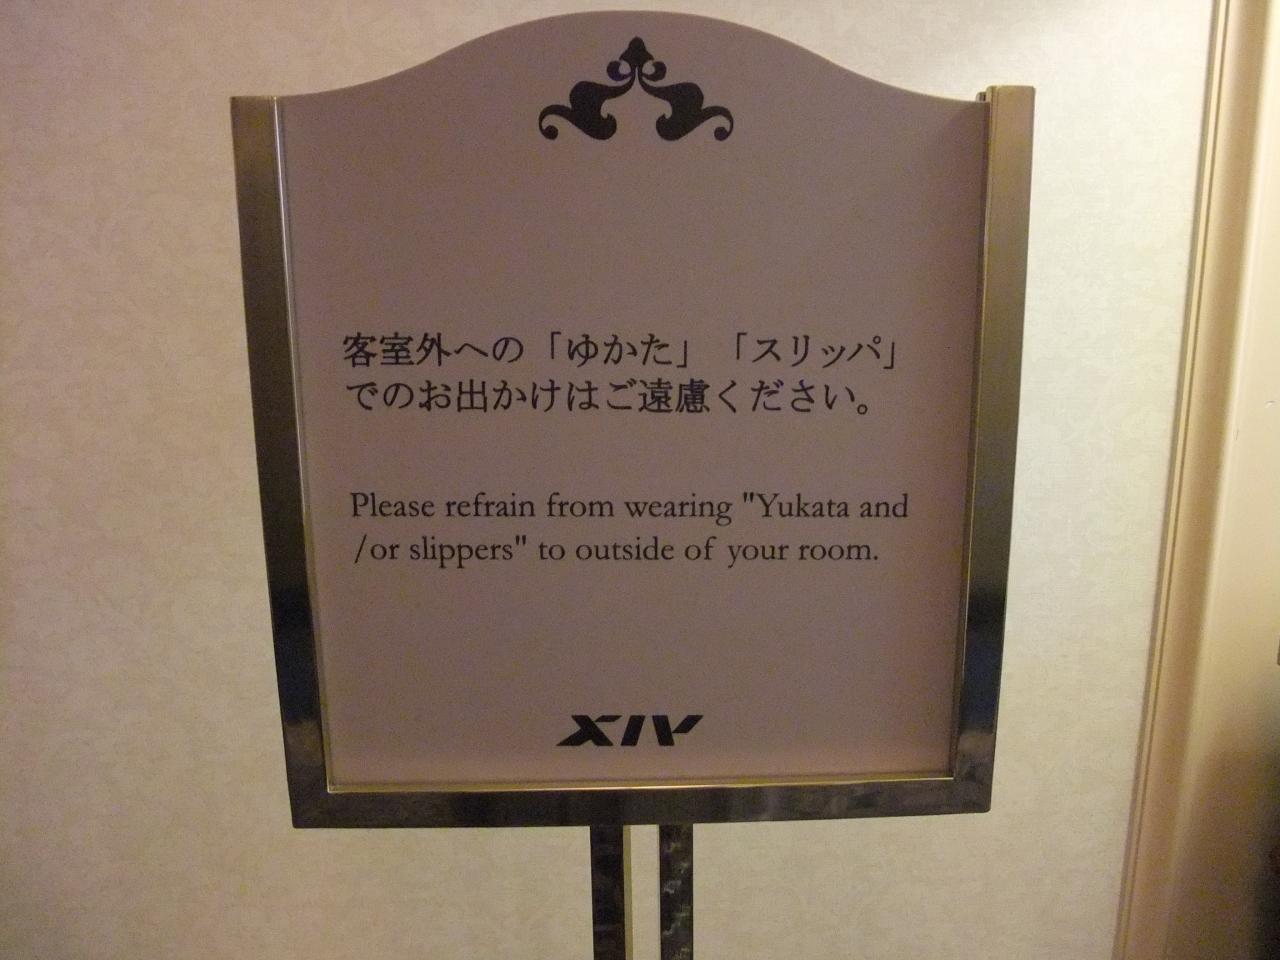 客室外への「ゆかた」「スリッパ」
でのお出かけはご遠慮ください。
Please refrain from wearing "Yukata and
/or slippers" to outside of your room.
XIV